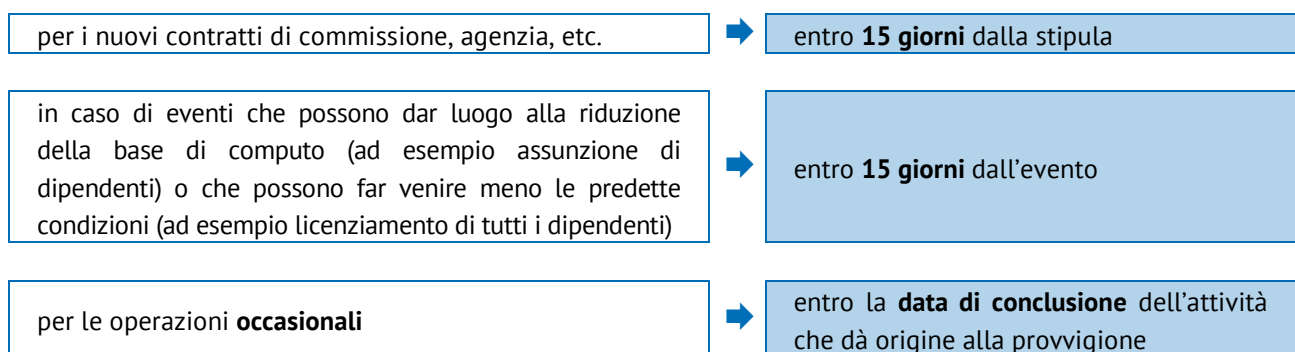 per i nuovi contratti di commissione, agenzia, etc.
entro 15 giorni dalla stipula
in caso di eventi che possono dar luogo alla riduzione
della base di computo (ad esempio assunzione di
dipendenti) o che possono far venire meno le predette
condizioni (ad esempio licenziamento di tutti i dipendenti)
entro 15 giorni dall’evento
per le operazioni occasionali
entro la data di conclusione dell’attività
che dà origine alla provvigione